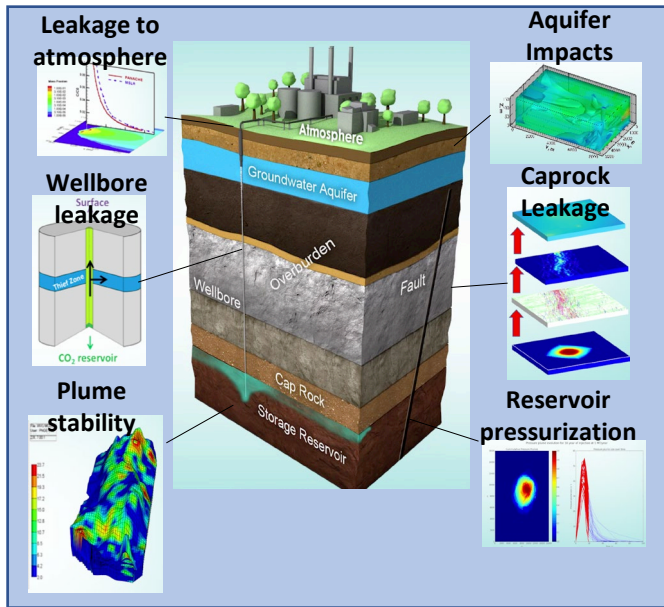 Leakage to
atmosphere
Aquifer
Impacts
Atmosphere
Groundwater Aquifer
Wellbore
leakage
Surface
Thief Zone
CO₂ reservoir
Caprock
Leakage
Overburden
Wellbore
Fault
Cap Rock
Storage Reservoir
Plume
stability
Reservoir
pressurization